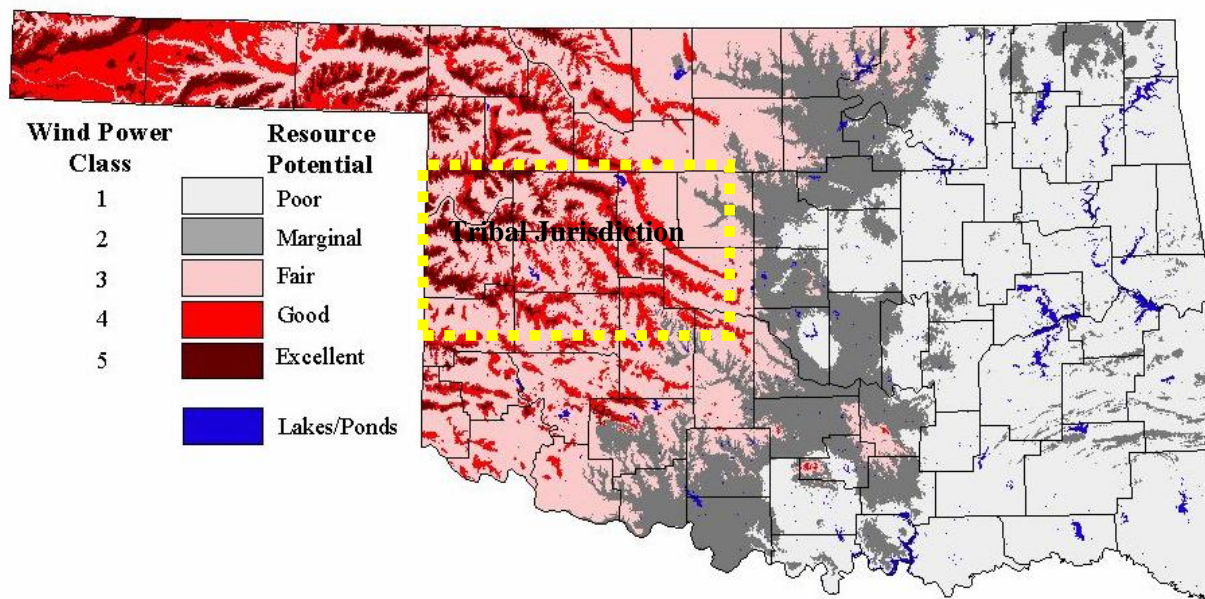 Wind Power
Class
Resource
Potential
1
Poor
2
Marginal
3
Fair
4
Good
5
Excellent
Lakes/Ponds
Tribal Jurisdiction